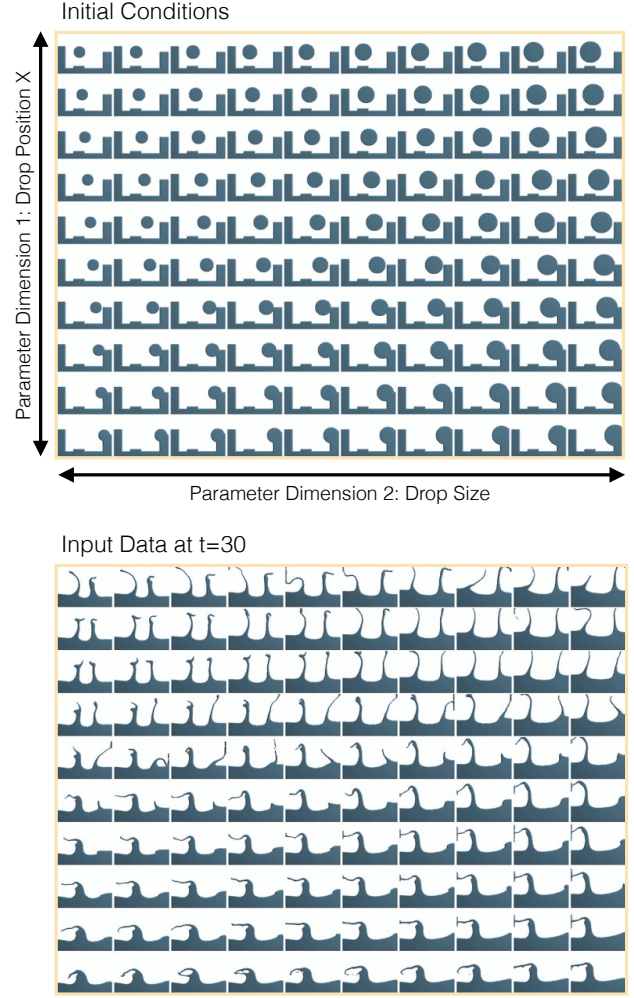 Initial Conditions
Parameter Dimension 1: Drop Position X
Parameter Dimension 2: Drop Size
Input Data at t=30